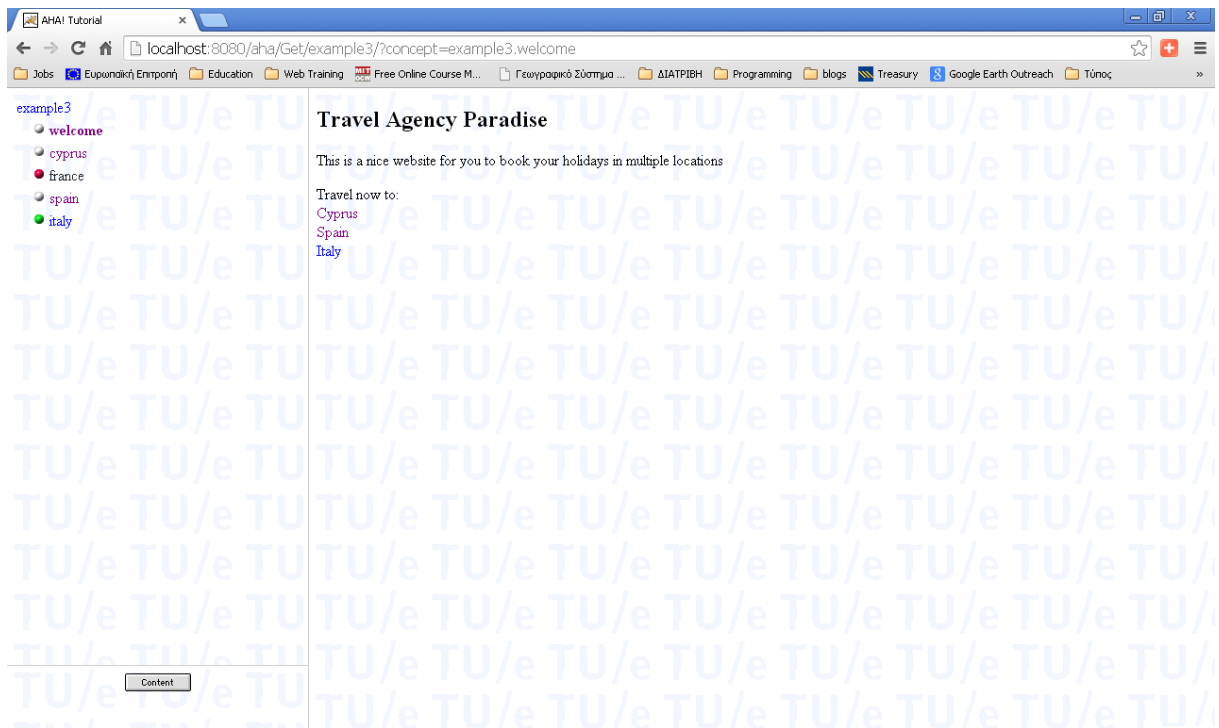 AHA! Tutorial
localhost:8080/aha/Get/example3/?concept=example3.welcome
Jobs Ευρωπαϊκή Επιτροπή Education Web Training Free Online Course M... Γεωγραφικό Σύστημα ... ΔΙΑΤΡΙΒΗ Programming blogs Treasury Google Earth Outreach Τύπος »
example3
welcome
cyprus
france
spain
italy
Travel Agency Paradise
This is a nice website for you to book your holidays in multiple locations
Travel now to:
Cyprus
Spain
Italy
Content
TU/e